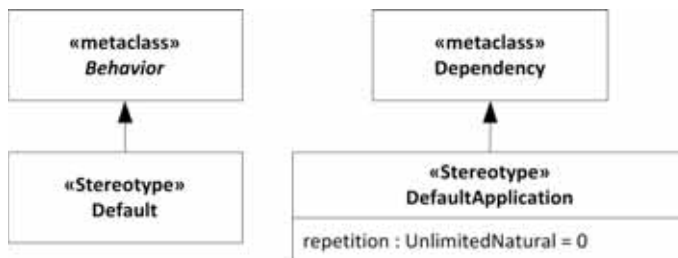 «metaclass»
Behavior
«metaclass»
Dependency
«Stereotype»
Default
«Stereotype»
DefaultApplication
repetition : UnlimitedNatural = 0